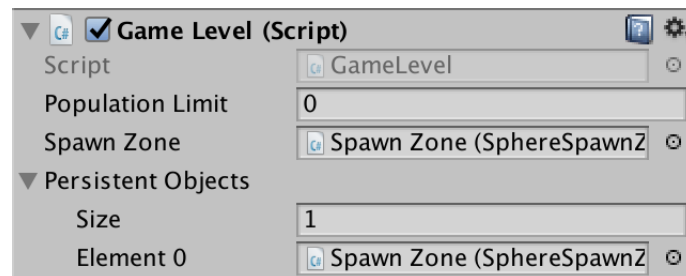 Game Level (Script)
Script GameLevel
Population Limit 0
Spawn Zone Spawn Zone (SphereSpawnZ
Persistent Objects
Size 1
Element 0 Spawn Zone (SphereSpawnZ